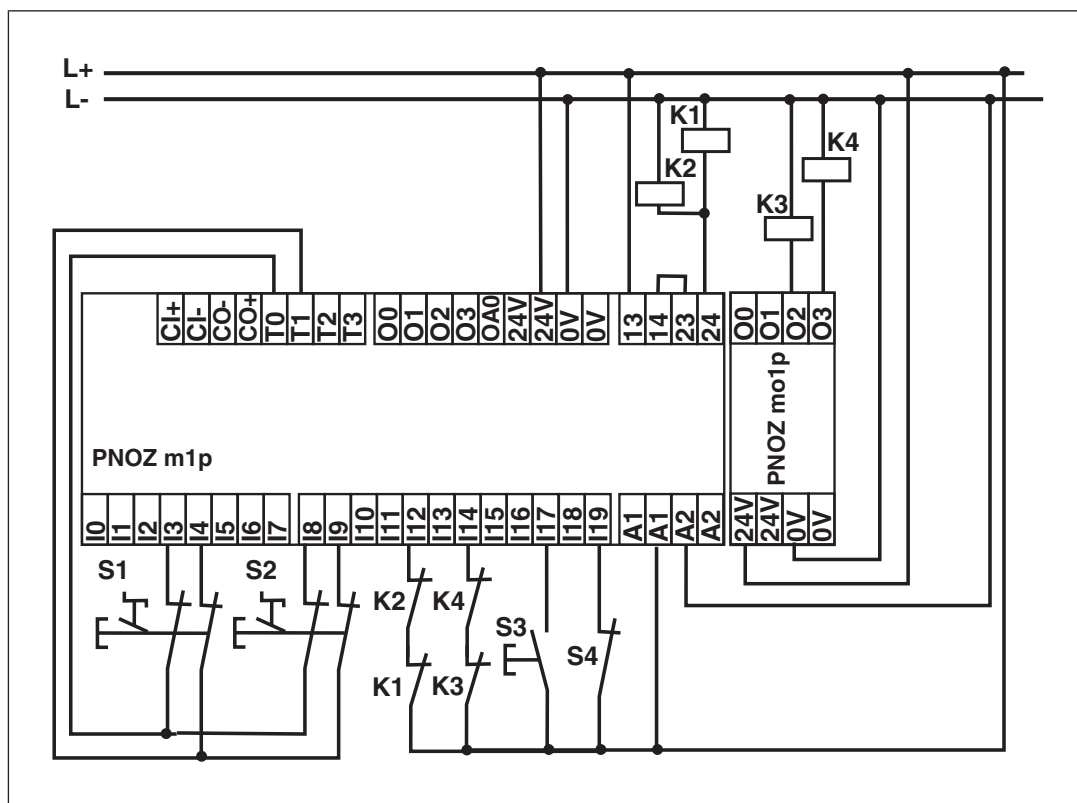 L+
L-
K1
K2
K4
K3
CI+ CI- CO- CO+ T0 T1 T2 T3 O0 O1 O2 O3 OA0 24V 24V 0V 0V 13 14 23 24 O0 O1 O2 O3
PNOZ m1p
PNOZ mo1p
I0 I1 I2 I3 I4 I5 I6 I7 I8 I9 I10 I11 I12 I13 I14 I15 I16 I17 I18 I19 A1 A1 A2 A2 24V 24V 0V 0V
S1 S2
K2 K4
S3
S4
K1 K3